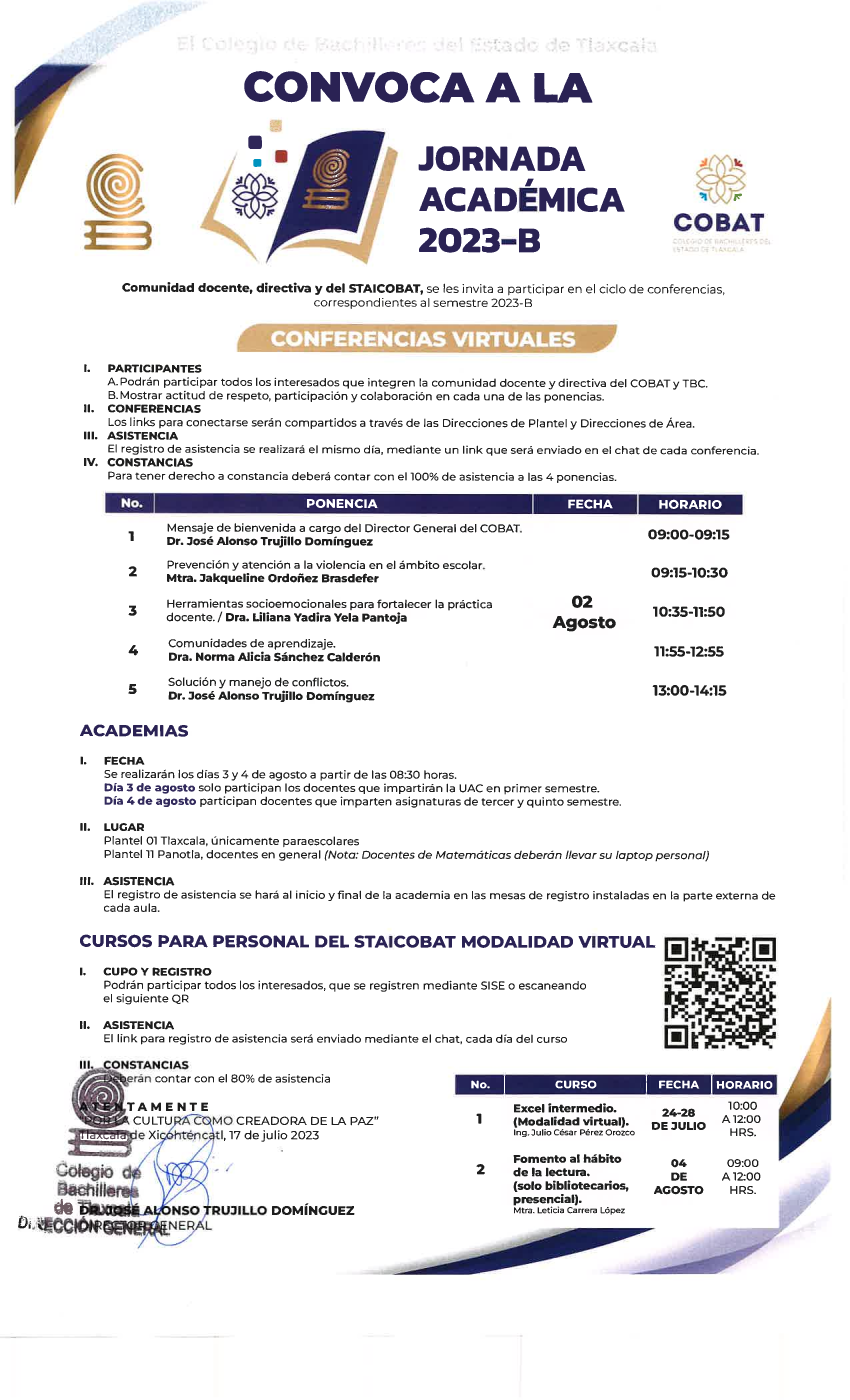 El Colegio de Bachilleres del Estado de Tlaxcala
CONVOCA A LA
JORNADA
ACADÉMICA
2023-B
COBAT
COLEGIO DE BACHILLERES DEL
ESTADO DE TLAXCALA
Comunidad docente, directiva y del STAICOBAT, se les invita a participar en el ciclo de conferencias,
correspondientes al semestre 2023-B
CONFERENCIAS VIRTUALES
I. PARTICIPANTES
A. Podrán participar todos los interesados que integren la comunidad docente y directiva del COBAT y TBC.
B. Mostrar actitud de respeto, participación y colaboración en cada una de las ponencias.
II. CONFERENCIAS
Los links para conectarse serán compartidos a través de las Direcciones de Plantel y Direcciones de Área.
III. ASISTENCIA
El registro de asistencia se realizará el mismo día, mediante un link que será enviado en el chat de cada conferencia.
IV. CONSTANCIAS
Para tener derecho a constancia deberá contar con el 100% de asistencia a las 4 ponencias.
No. PONENCIA FECHA HORARIO
1 Mensaje de bienvenida a cargo del Director General del COBAT.
Dr. José Alonso Trujillo Domínguez
09:00-09:15
2 Prevención y atención a la violencia en el ámbito escolar.
Mtra. Jakqueline Ordoñez Brasdefer
09:15-10:30
3 Herramientas socioemocionales para fortalecer la práctica
docente. / Dra. Liliana Yadira Yela Pantoja
02
Agosto
10:35-11:50
4 Comunidades de aprendizaje.
Dra. Norma Alicia Sánchez Calderón
11:55-12:55
5 Solución y manejo de conflictos.
Dr. José Alonso Trujillo Domínguez
13:00-14:15
ACADEMIAS
I. FECHA
Se realizarán los días 3 y 4 de agosto a partir de las 08:30 horas.
Día 3 de agosto solo participan los docentes que impartirán la UAC en primer semestre.
Día 4 de agosto participan docentes que imparten asignaturas de tercer y quinto semestre.
II. LUGAR
Plantel 01 Tlaxcala, únicamente paraescolares
Plantel 11 Panotla, docentes en general (Nota: Docentes de Matemáticas deberán llevar su laptop personal)
III. ASISTENCIA
El registro de asistencia se hará al inicio y final de la academia en las mesas de registro instaladas en la parte externa de
cada aula.
CURSOS PARA PERSONAL DEL STAICOBAT MODALIDAD VIRTUAL
I. CUPO Y REGISTRO
Podrán participar todos los interesados, que se registren mediante SISE o escaneando
el siguiente QR
II. ASISTENCIA
El link para registro de asistencia será enviado mediante el chat, cada día del curso
III. CONSTANCIAS
Deberán contar con el 80% de asistencia
ATENTAMENTE
"POR LA CULTURA COMO CREADORA DE LA PAZ"
Tlaxcala de Xicohténcatl, 17 de julio 2023
Colegio de
Bachilleres
de Tlaxcala
DR. JOSÉ ALONSO TRUJILLO DOMÍNGUEZ
DIRECTOR GENERAL
DIRECCIÓN GENERAL
No. CURSO FECHA HORARIO
1 Excel intermedio.
(Modalidad virtual).
Ing. Julio César Pérez Orozco
24-28
DE JULIO
10:00
A 12:00
HRS.
2 Fomento al hábito
de la lectura.
(solo bibliotecarios,
presencial).
Mtra. Leticia Carrera López
04
DE
AGOSTO
09:00
A 12:00
HRS.